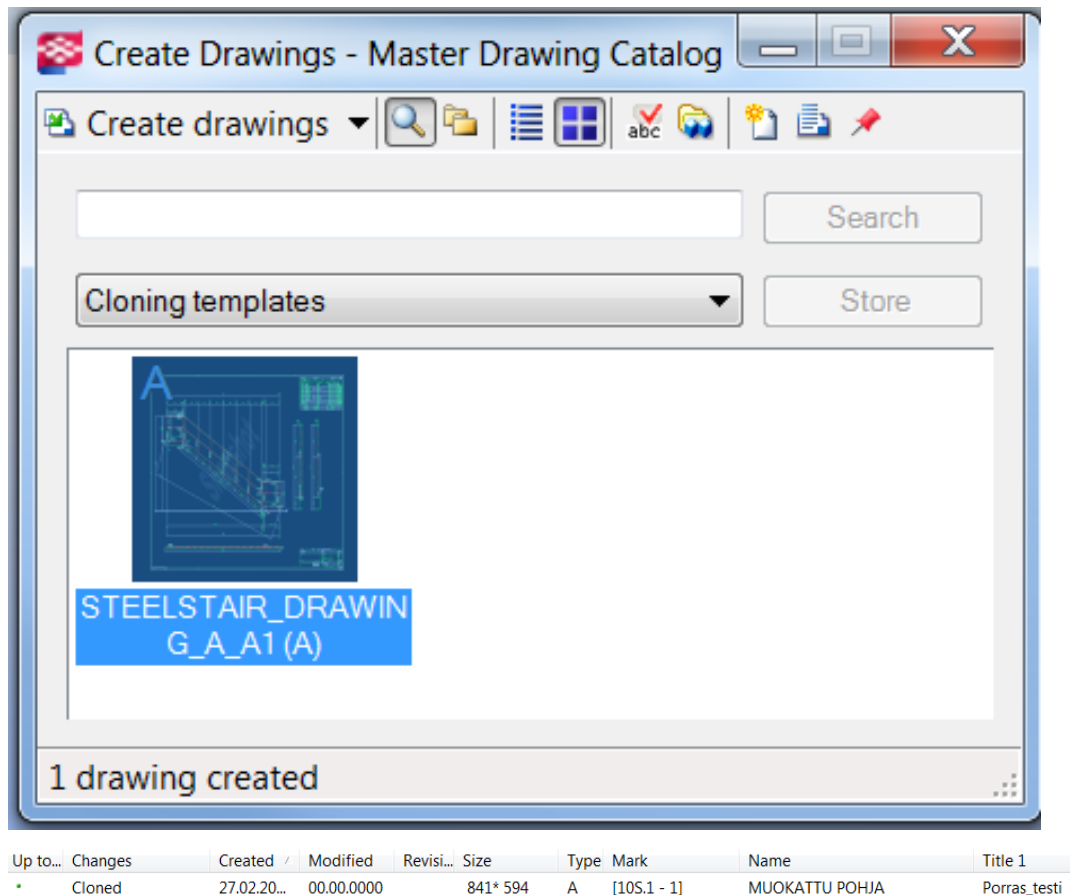 Create Drawings - Master Drawing Catalog
Create drawings
abc
Search
Cloning templates
Store
A
STEELSTAIR_DRAWIN
G_A_A1 (A)
1 drawing created
Up to... Changes Created Modified Revisi... Size Type Mark Name Title 1
Cloned 27.02.20... 00.00.0000 841* 594 A [10S.1 - 1] MUOKATTU POHJA Porras_testi